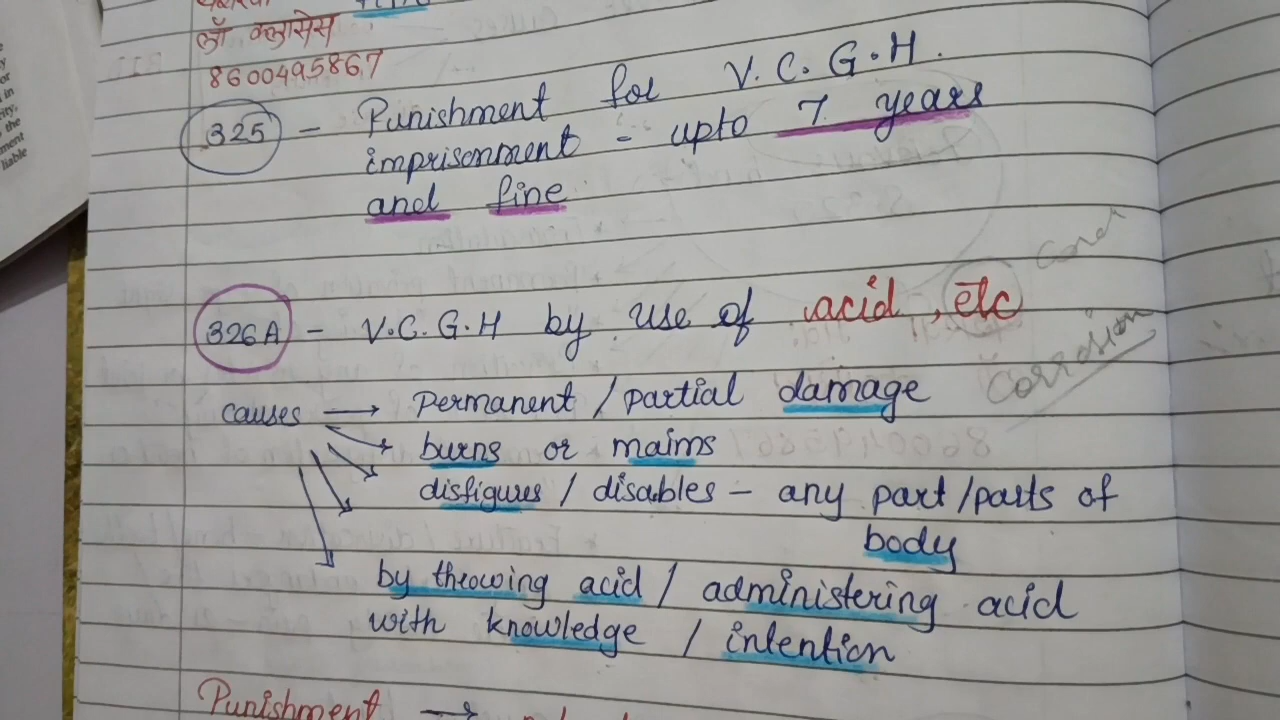 लॉ क्लासेस
8600495867
325 - Punishment for V.C.G.H.
imprisonment - upto 7 years
and fine
326A - V.C.G.H by use of acid, etc
corrosion
causes → permanent / partial damage
burns or maims
disfigures / disables - any part/parts of
body
by throwing acid / administering acid
with knowledge / intention
Punishment →